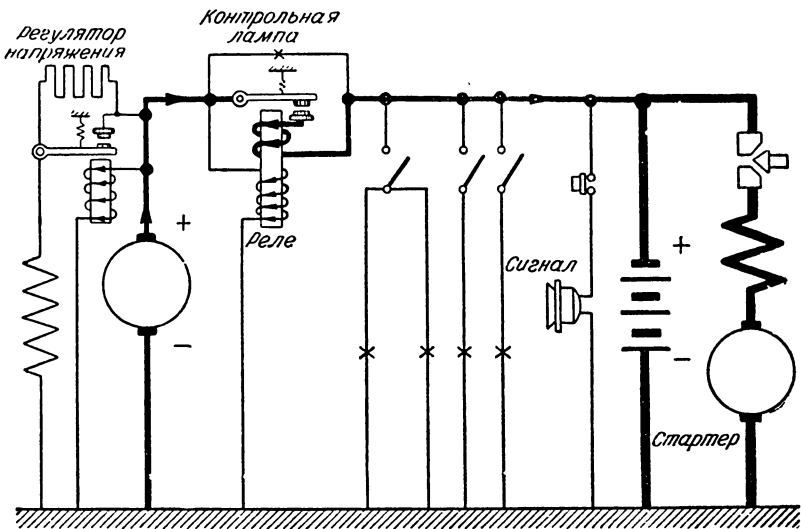 Регулятор
напряжения
Контрольная
лампа
+
−
Реле
Сигнал
+
−
Стартер